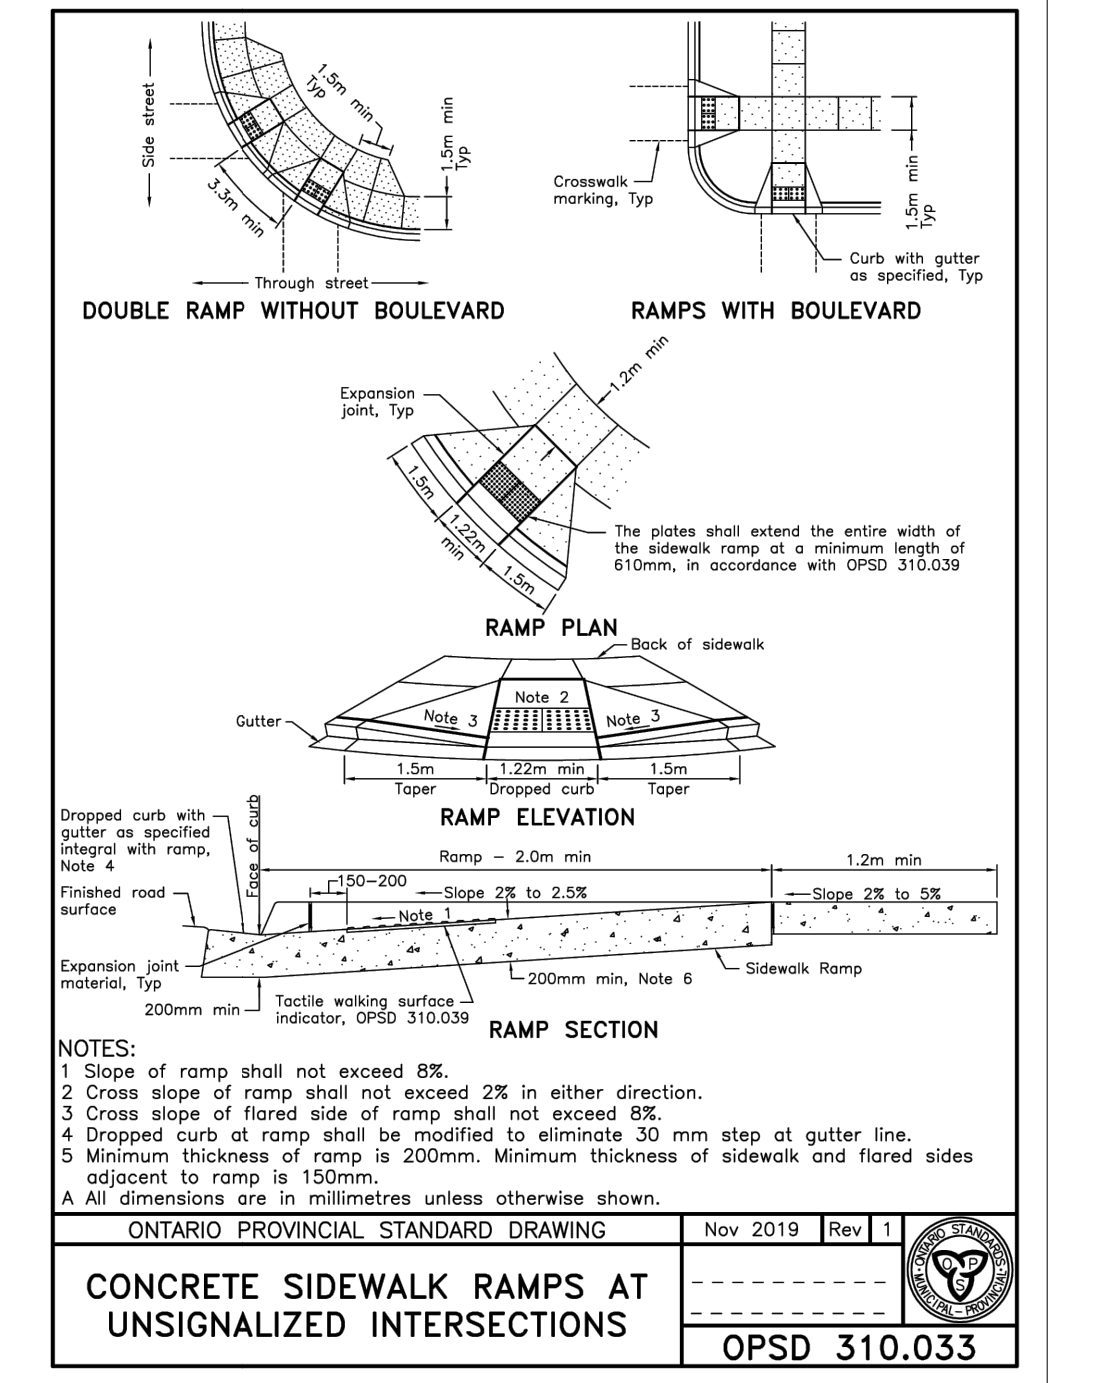 Side street
1.5m min
Typ
3.3m min
1.5m min
Typ
Through street
DOUBLE RAMP WITHOUT BOULEVARD
Crosswalk
marking, Typ
1.5m min
Typ
Curb with gutter
as specified, Typ
RAMPS WITH BOULEVARD
1.2m min
Expansion
joint, Typ
1.5m
1.22m
min
1.5m
The plates shall extend the entire width of
the sidewalk ramp at a minimum length of
610mm, in accordance with OPSD 310.039
RAMP PLAN
Back of sidewalk
Note 2
Note 3
Note 3
Gutter
1.5m
1.22m min
1.5m
Taper
Dropped curb
Taper
RAMP ELEVATION
Dropped curb with
gutter as specified
integral with ramp,
Note 4
Face of curb
Ramp – 2.0m min
1.2m min
150–200
Slope 2% to 2.5%
Slope 2% to 5%
Finished road
surface
Note 1
Expansion joint
material, Typ
Sidewalk Ramp
200mm min, Note 6
200mm min
Tactile walking surface
indicator, OPSD 310.039
RAMP SECTION
NOTES:
1 Slope of ramp shall not exceed 8%.
2 Cross slope of ramp shall not exceed 2% in either direction.
3 Cross slope of flared side of ramp shall not exceed 8%.
4 Dropped curb at ramp shall be modified to eliminate 30 mm step at gutter line.
5 Minimum thickness of ramp is 200mm. Minimum thickness of sidewalk and flared sides
adjacent to ramp is 150mm.
A All dimensions are in millimetres unless otherwise shown.
ONTARIO PROVINCIAL STANDARD DRAWING
Nov 2019
Rev
1
CONCRETE SIDEWALK RAMPS AT
UNSIGNALIZED INTERSECTIONS
ONTARIO STANDARDS
MUNICIPAL – PROVINCIAL
O P S
OPSD 310.033